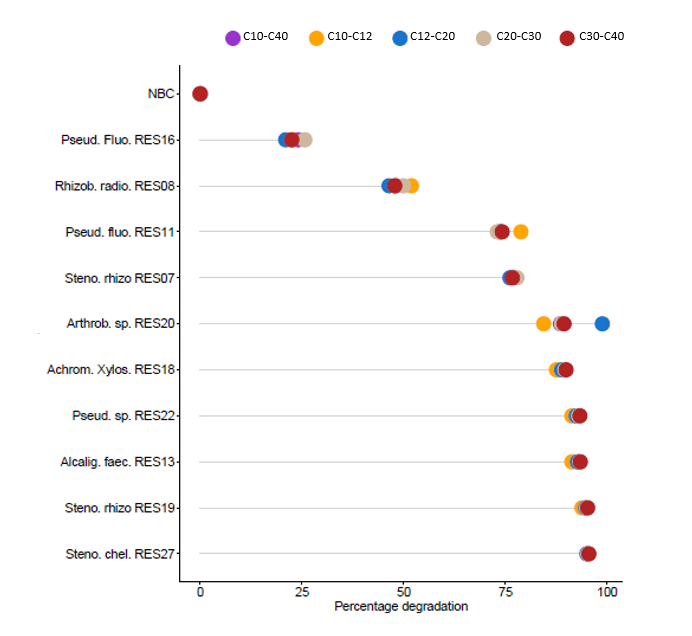 C10-C40 C10-C12 C12-C20 C20-C30 C30-C40
NBC
Pseud. Fluo. RES16
Rhizob. radio. RES08
Pseud. fluo. RES11
Steno. rhizo RES07
Arthrob. sp. RES20
Achrom. Xylos. RES18
Pseud. sp. RES22
Alcalig. faec. RES13
Steno. rhizo RES19
Steno. chel. RES27
0 25 50 75 100
Percentage degradation